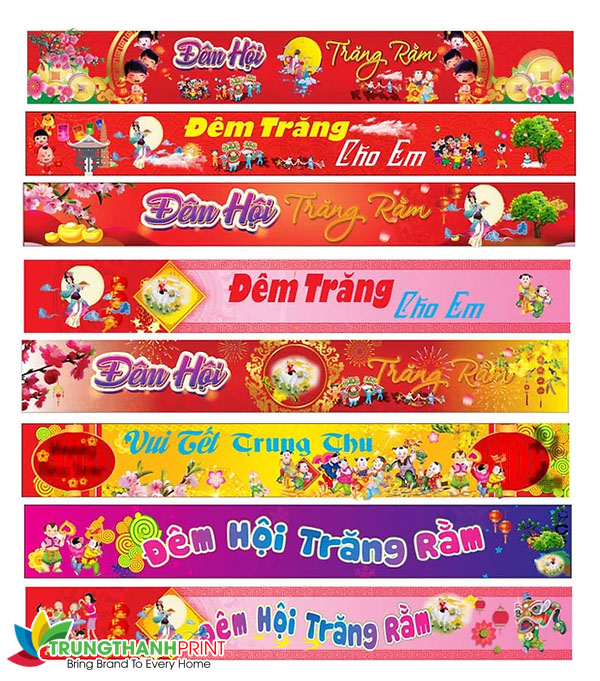 Đêm Hội Trăng Rằm
Đêm Trăng
Cho Em
Đêm Hội Trăng Rằm
Đêm Trăng
Cho Em
Đêm Hội Trăng Rằm
Vui Tết Trung Thu
Đêm Hội Trăng Rằm
Đêm Hội Trăng Rằm
TRUNGTHANHPRINT
Bring Brand To Every Home